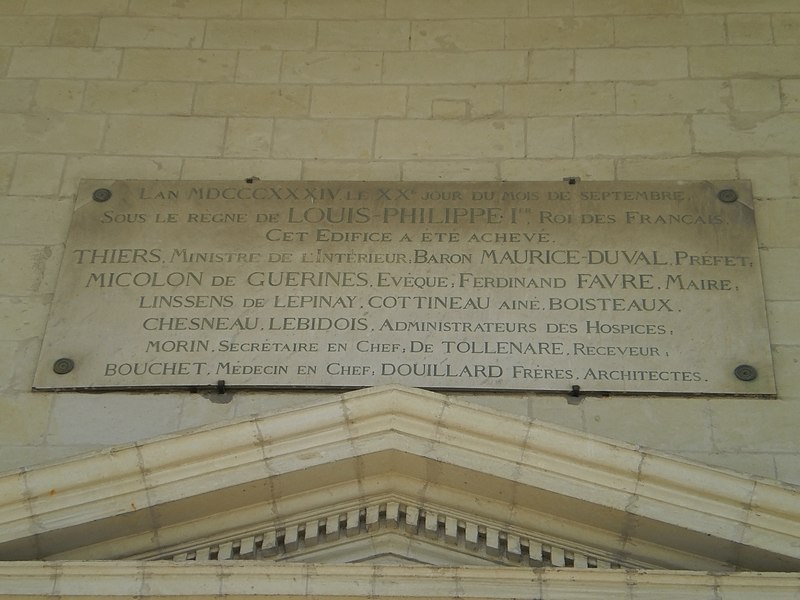 L'AN MDCCCXXXIV, LE XXe JOUR DU MOIS DE SEPTEMBRE,
SOUS LE REGNE DE LOUIS-PHILIPPE Ier, ROI DES FRANÇAIS,
CET EDIFICE A ETE ACHEVÉ.
THIERS, MINISTRE DE L'INTÉRIEUR, BARON MAURICE-DUVAL, PRÉFET;
MICOLON DE GUERINES, EVÉQUE, FERDINAND FAVRE, MAIRE;
LINSSENS DE LEPINAY, COTTINEAU AINÉ, BOISTEAUX,
CHESNEAU, LEBIDOIS, ADMINISTRATEURS DES HOSPICES;
MORIN, SECRÉTAIRE EN CHEF; DE TOLLENARE, RECEVEUR;
BOUCHET, MÉDECIN EN CHEF; DOUILLARD FRÈRES, ARCHITECTES.